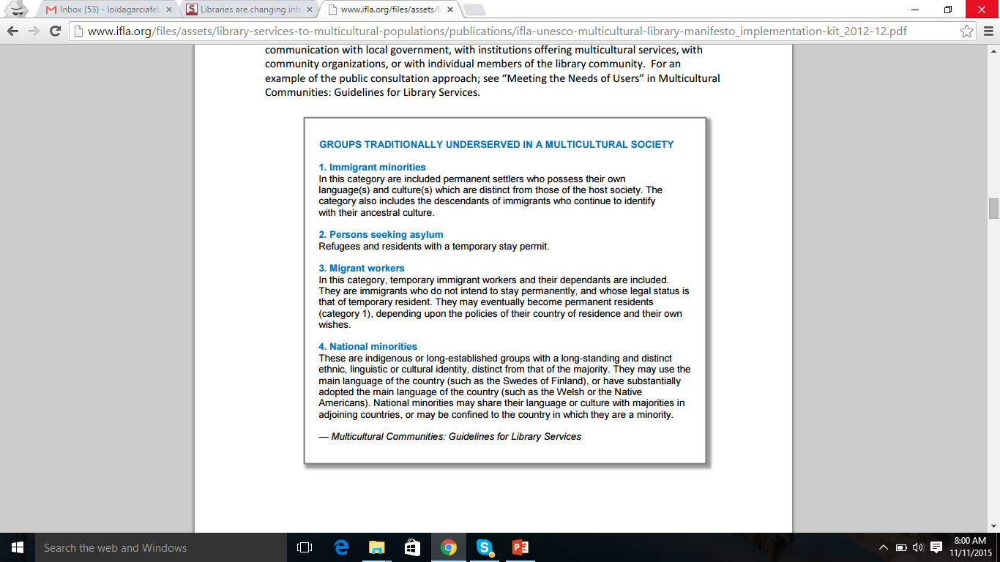 Inbox (53) - loidagarciafeb
Libraries are changing inte
www.ifla.org/files/assets/li
www.ifla.org/files/assets/library-services-to-multicultural-populations/publications/ifla-unesco-multicultural-library-manifesto_implementation-kit_2012-12.pdf
communication with local government, with institutions offering multicultural services, with
community organizations, or with individual members of the library community. For an
example of the public consultation approach; see “Meeting the Needs of Users” in Multicultural
Communities: Guidelines for Library Services.
GROUPS TRADITIONALLY UNDERSERVED IN A MULTICULTURAL SOCIETY
1. Immigrant minorities
In this category are included permanent settlers who possess their own
language(s) and culture(s) which are distinct from those of the host society. The
category also includes the descendants of immigrants who continue to identify
with their ancestral culture.
2. Persons seeking asylum
Refugees and residents with a temporary stay permit.
3. Migrant workers
In this category, temporary immigrant workers and their dependants are included.
They are immigrants who do not intend to stay permanently, and whose legal status is
that of temporary resident. They may eventually become permanent residents
(category 1), depending upon the policies of their country of residence and their own
wishes.
4. National minorities
These are indigenous or long-established groups with a long-standing and distinct
ethnic, linguistic or cultural identity, distinct from that of the majority. They may use the
main language of the country (such as the Swedes of Finland), or have substantially
adopted the main language of the country (such as the Welsh or the Native
Americans). National minorities may share their language or culture with majorities in
adjoining countries, or may be confined to the country in which they are a minority.
— Multicultural Communities: Guidelines for Library Services
Search the web and Windows
8:00 AM
11/11/2015